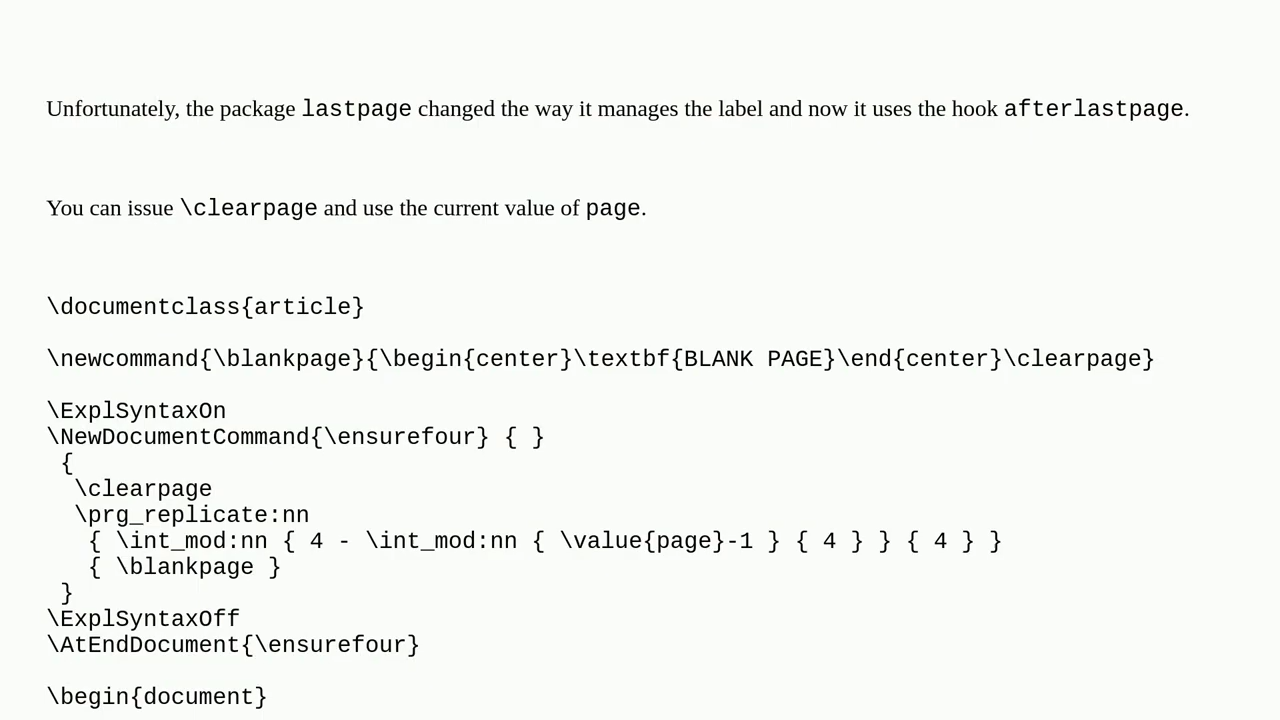 Unfortunately, the package lastpage changed the way it manages the label and now it uses the hook afterlastpage.
You can issue \clearpage and use the current value of page.
\documentclass{article}
\newcommand{\blankpage}{\begin{center}\textbf{BLANK PAGE}\end{center}\clearpage}
\ExplSyntaxOn
\NewDocumentCommand{\ensurefour} { }
{
\clearpage
\prg_replicate:nn
{ \int_mod:nn { 4 - \int_mod:nn { \value{page}-1 } { 4 } } { 4 } }
{ \blankpage }
}
\ExplSyntaxOff
\AtEndDocument{\ensurefour}
\begin{document}